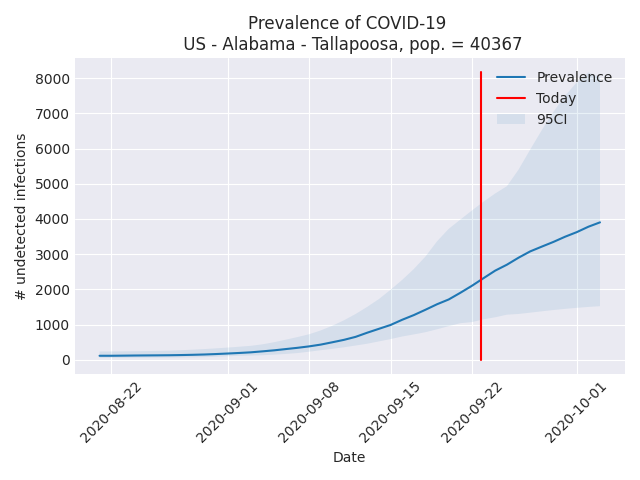 Prevalence of COVID-19
US - Alabama - Tallapoosa, pop. = 40367
# undetected infections
8000
7000
6000
5000
4000
3000
2000
1000
0
Prevalence
Today
95CI
2020-08-22
2020-09-01
2020-09-08
2020-09-15
2020-09-22
2020-10-01
Date